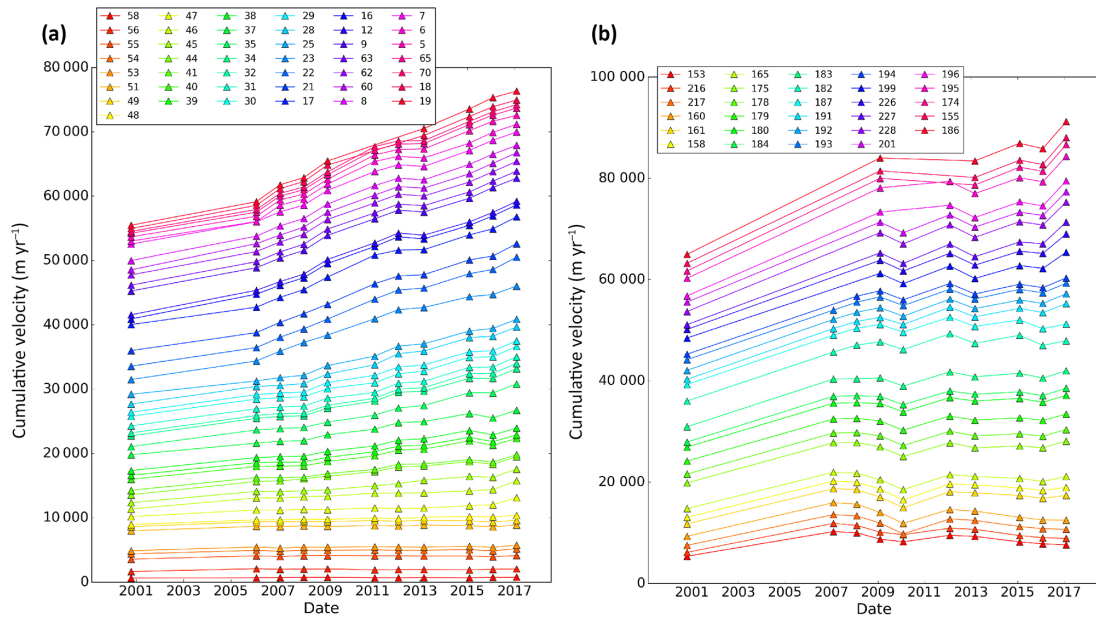 (a)
58 47 38 29 16 7
56 46 37 28 12 6
55 45 35 25 9 5
54 44 34 23 63 65
53 41 32 22 62 70
51 40 31 21 60 18
49 39 30 17 8 19
48
80 000
70 000
60 000
50 000
40 000
30 000
20 000
10 000
0
Cumulative velocity (m yr⁻¹)
2001 2003 2005 2007 2009 2011 2013 2015 2017
Date
(b)
153 165 183 194 196
216 175 182 199 195
217 178 187 226 174
160 179 191 227 155
161 180 192 228 186
158 184 193 201
100 000
80 000
60 000
40 000
20 000
0
Cumulative velocity (m yr⁻¹)
2001 2003 2005 2007 2009 2011 2013 2015 2017
Date